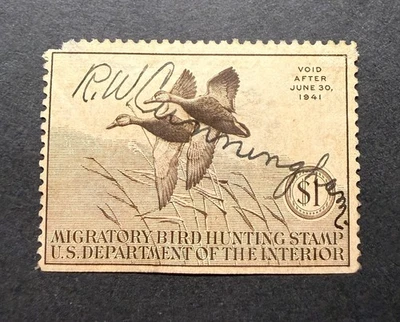 VOID
AFTER
JUNE 30,
1941
R.W. Cunningham
$1
MIGRATORY BIRD HUNTING STAMP
U.S. DEPARTMENT OF THE INTERIOR